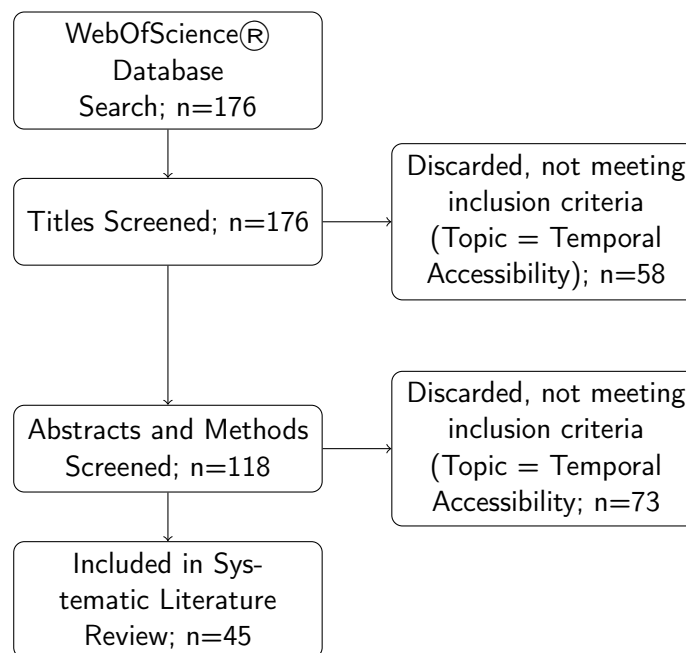 WebOfScience®
Database
Search; n=176
Titles Screened; n=176
Discarded, not meeting
inclusion criteria
(Topic = Temporal
Accessibility); n=58
Abstracts and Methods
Screened; n=118
Discarded, not meeting
inclusion criteria
(Topic = Temporal
Accessibility; n=73
Included in Sys-
tematic Literature
Review; n=45